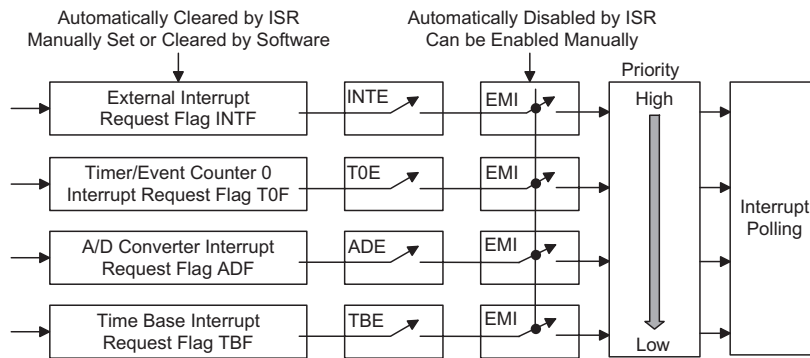 Automatically Cleared by ISR
Manually Set or Cleared by Software
Automatically Disabled by ISR
Can be Enabled Manually
Priority
External Interrupt
Request Flag INTF
INTE
EMI
High
Timer/Event Counter 0
Interrupt Request Flag T0F
T0E
EMI
A/D Converter Interrupt
Request Flag ADF
ADE
EMI
Time Base Interrupt
Request Flag TBF
TBE
EMI
Low
Interrupt
Polling